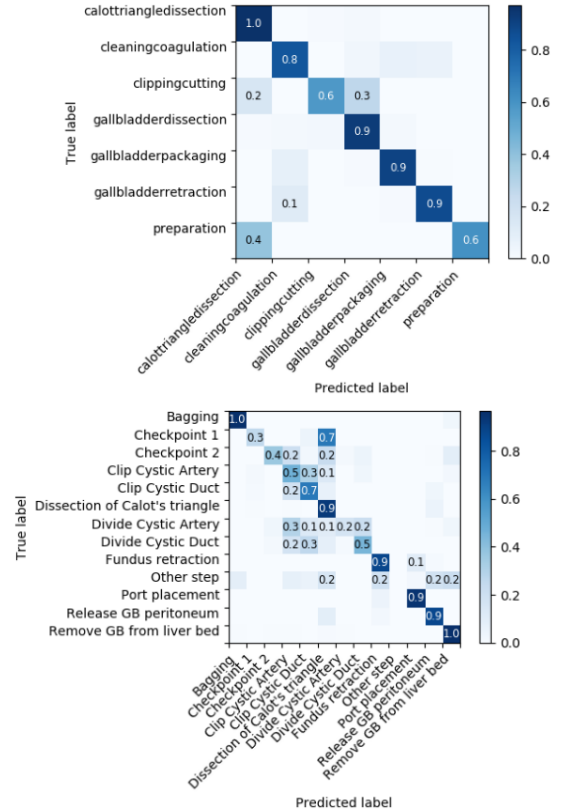 calottriangledissection
cleaningcoagulation
clippingcutting
gallbladderdissection
gallbladderpackaging
gallbladderretraction
preparation
True label
1.0
0.8
0.2 0.6 0.3
0.9
0.9
0.1 0.9
0.4 0.6
0.8
0.6
0.4
0.2
0.0
calottriangledissection
cleaningcoagulation
clippingcutting
gallbladderdissection
gallbladderpackaging
gallbladderretraction
preparation
Predicted label
Bagging
Checkpoint 1
Checkpoint 2
Clip Cystic Artery
Clip Cystic Duct
Dissection of Calot's triangle
Divide Cystic Artery
Divide Cystic Duct
Fundus retraction
Other step
Port placement
Release GB peritoneum
Remove GB from liver bed
True label
1.0
0.3 0.7
0.4 0.2 0.2
0.5 0.3 0.1
0.2 0.7
0.9
0.3 0.1 0.1 0.2 0.2
0.2 0.3 0.5
0.9 0.1
0.2 0.2 0.2 0.2
0.9
0.9
1.0
0.8
0.6
0.4
0.2
0.0
Bagging
Checkpoint 1
Checkpoint 2
Clip Cystic Artery
Clip Cystic Duct
Dissection of Calot's triangle
Divide Cystic Artery
Divide Cystic Duct
Fundus retraction
Other step
Port placement
Release GB peritoneum
Remove GB from liver bed
Predicted label